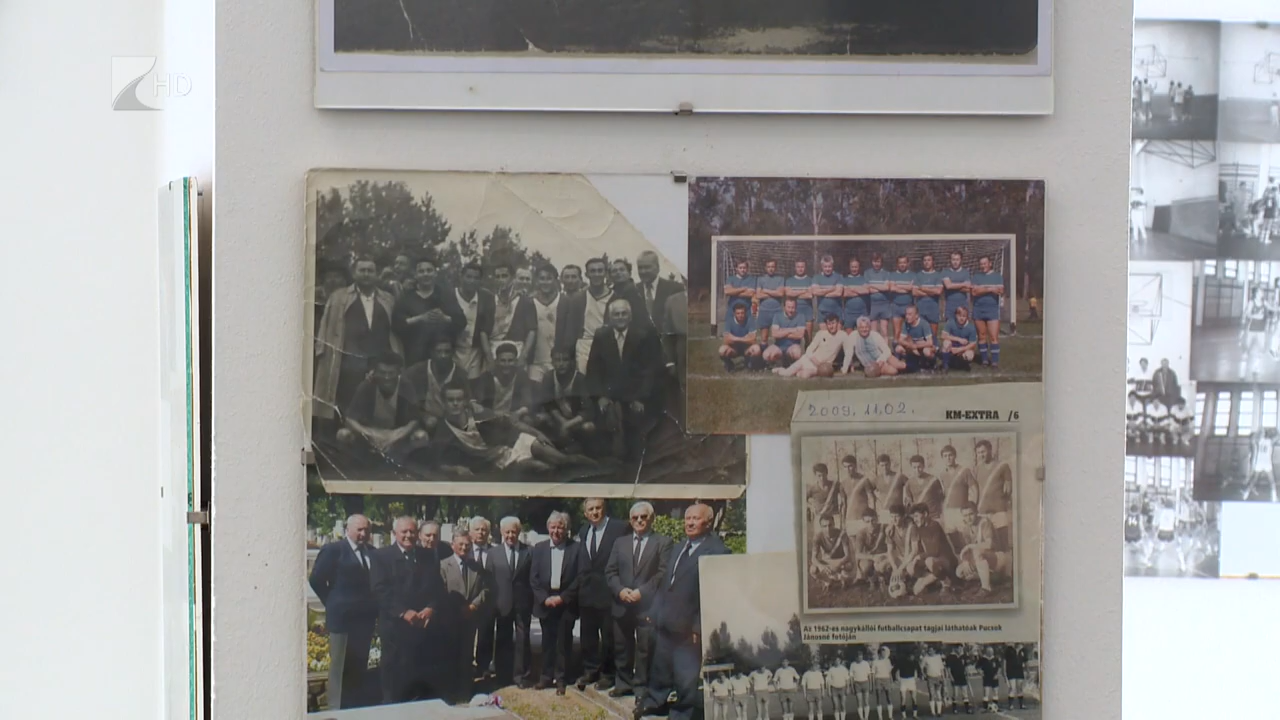 HD
2009. 11.02.
KM-EXTRA /6
Az 1962-es nagykállói futballcsapat tagjai láthatóak Pucsok
Jánosné fotóján